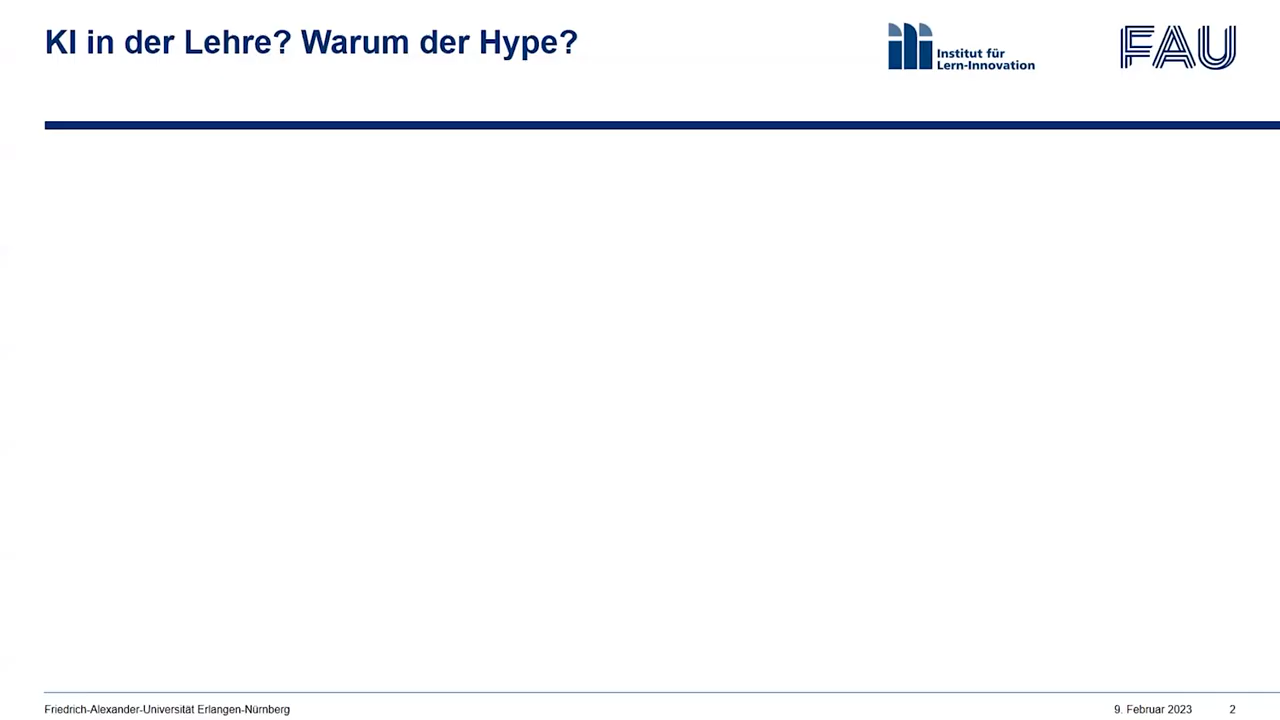 KI in der Lehre? Warum der Hype?
Institut für
Lern-Innovation
FAU
Friedrich-Alexander-Universität Erlangen-Nürnberg
9. Februar 2023
2